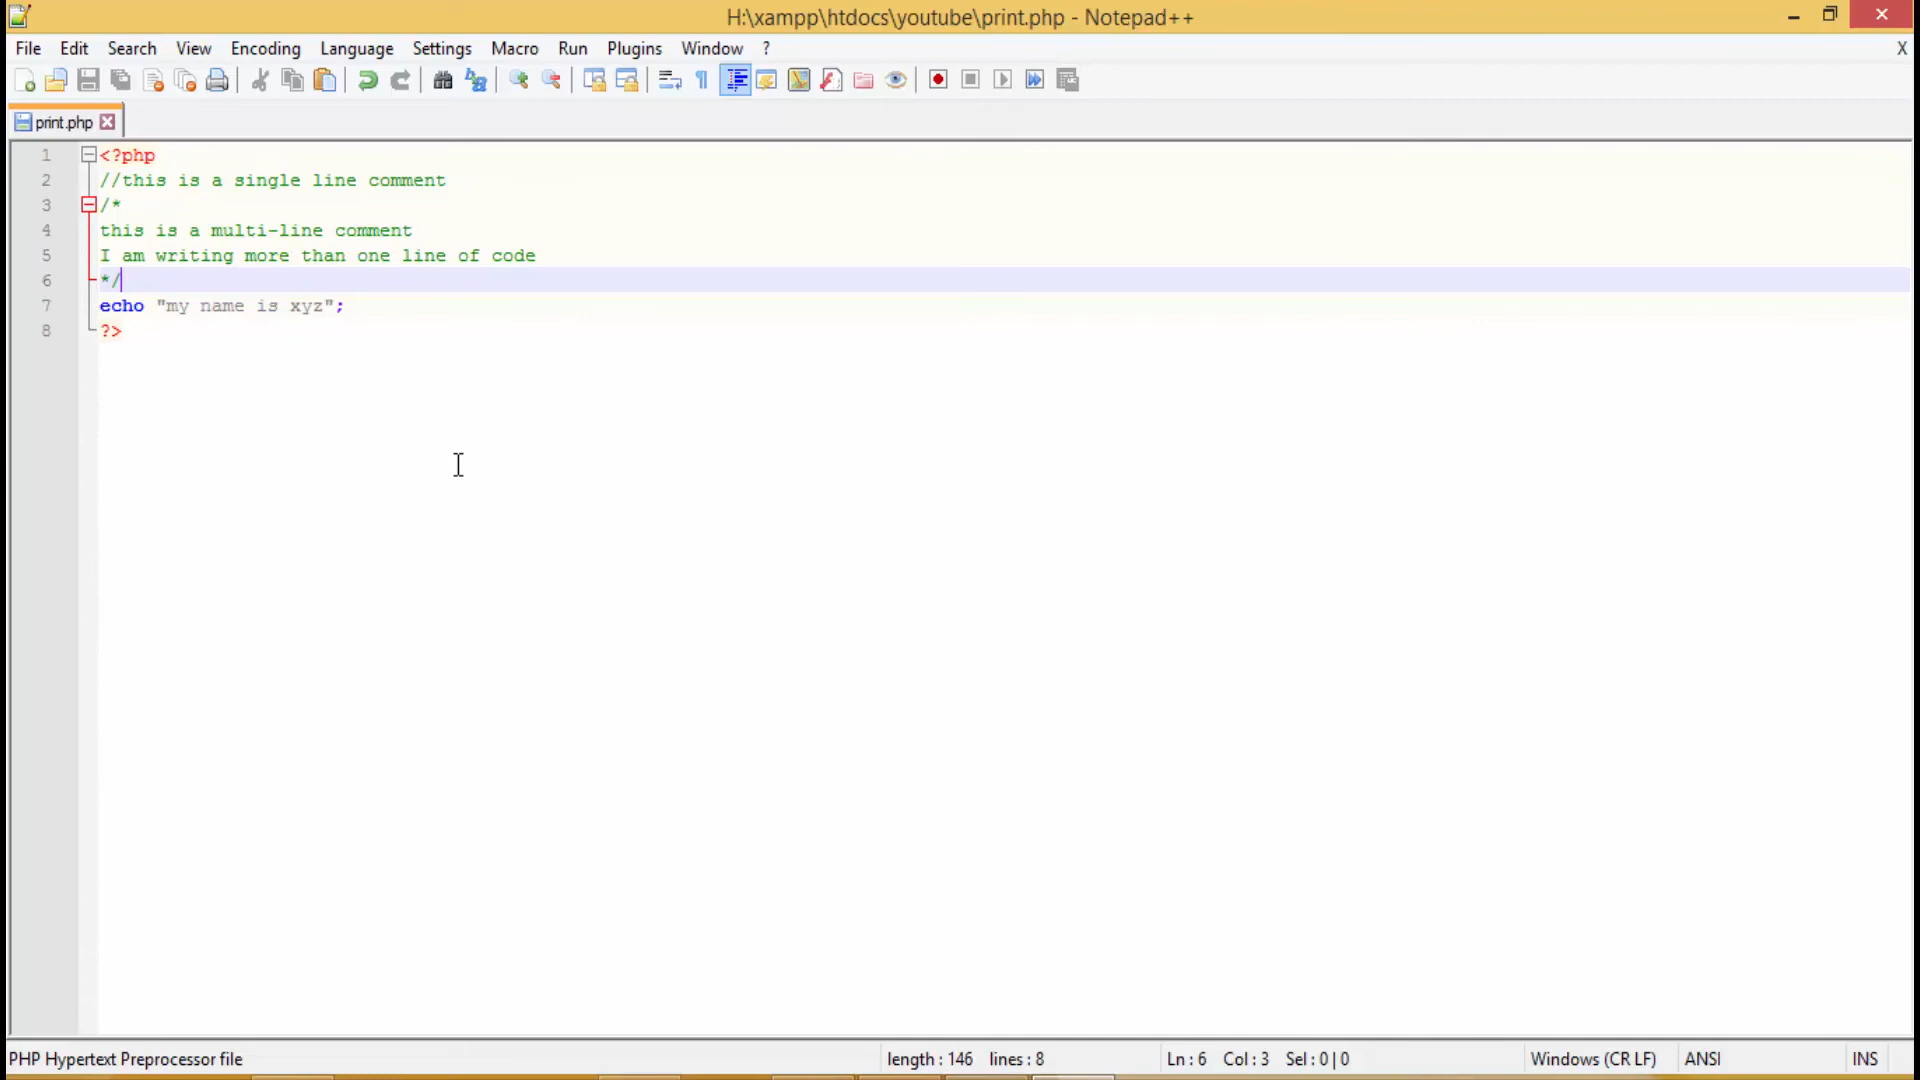 H:\xampp\htdocs\youtube\print.php - Notepad++
File Edit Search View Encoding Language Settings Macro Run Plugins Window ? X
print.php
1 <?php
2 //this is a single line comment
3 /*
4 this is a multi-line comment
5 I am writing more than one line of code
6 */
7 echo "my name is xyz";
8 ?>
PHP Hypertext Preprocessor file length : 146 lines : 8 Ln : 6 Col : 3 Sel : 0 | 0 Windows (CR LF) ANSI INS